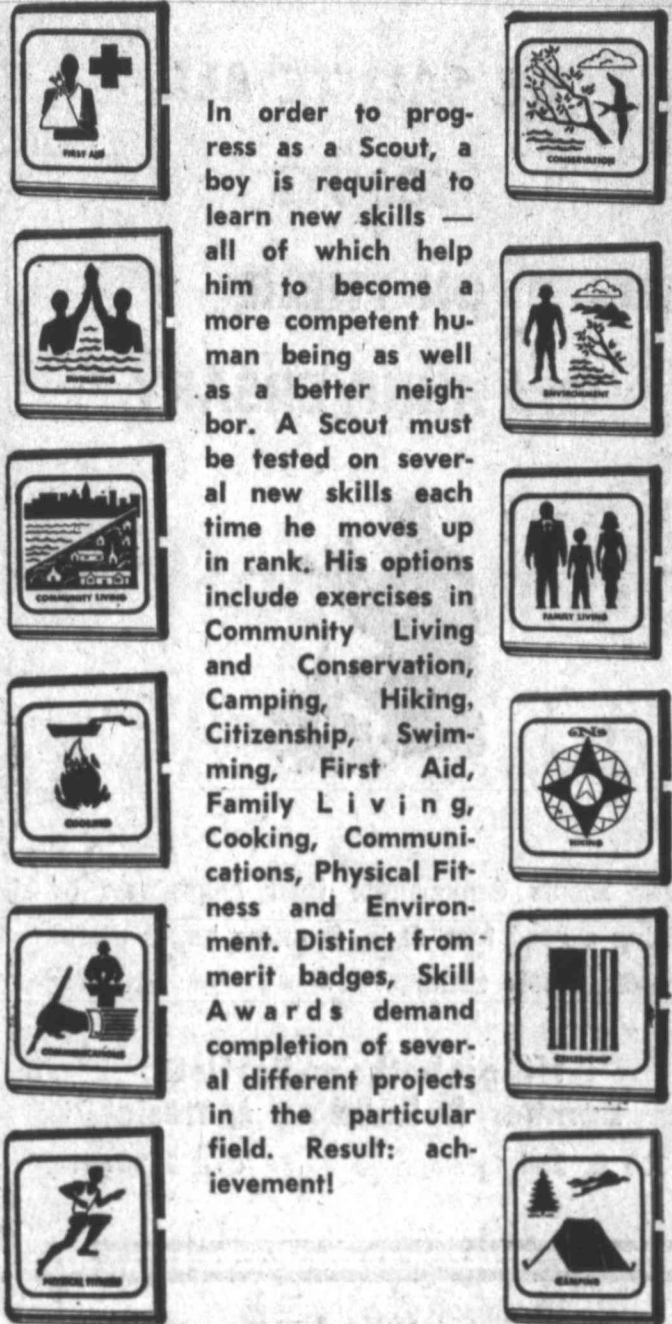 FIRST AID
SWIMMING
COMMUNITY LIVING
COOKING
COMMUNICATIONS
PHYSICAL FITNESS
In order to prog-
ress as a Scout, a
boy is required to
learn new skills —
all of which help
him to become a
more competent hu-
man being as well
as a better neigh-
bor. A Scout must
be tested on sever-
al new skills each
time he moves up
in rank. His options
include exercises in
Community Living
and Conservation,
Camping, Hiking,
Citizenship, Swim-
ming, First Aid,
Family Living,
Cooking, Communi-
cations, Physical Fit-
ness and Environ-
ment. Distinct from
merit badges, Skill
Awards demand
completion of sever-
al different projects
in the particular
field. Result: ach-
ievement!
CONSERVATION
ENVIRONMENT
FAMILY LIVING
HIKING
CITIZENSHIP
CAMPING